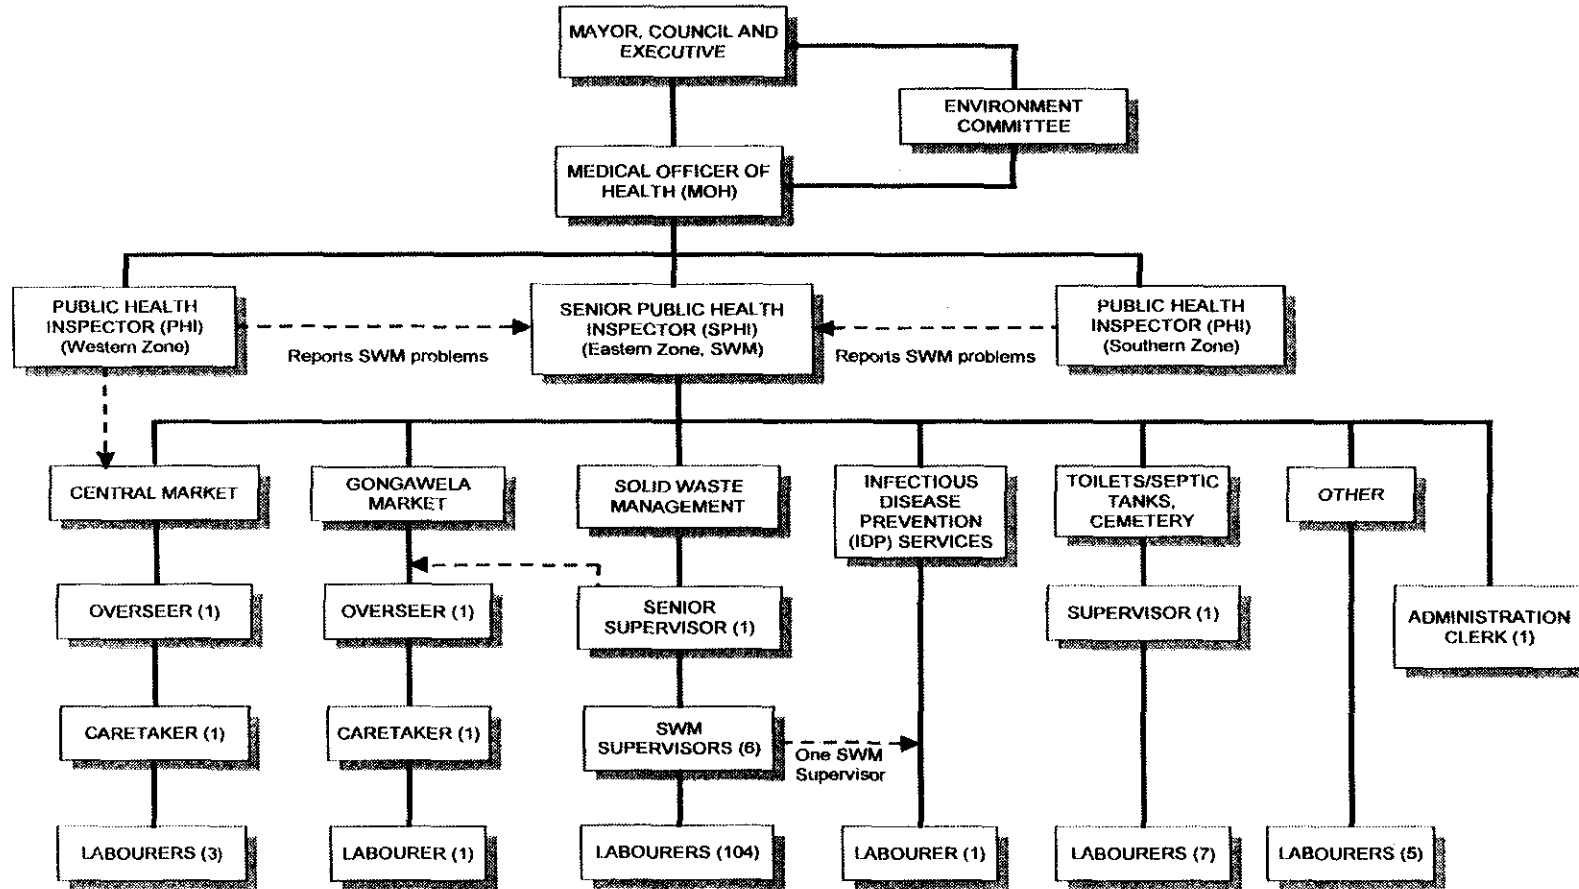 MAYOR, COUNCIL AND
EXECUTIVE
ENVIRONMENT
COMMITTEE
MEDICAL OFFICER OF
HEALTH (MOH)
PUBLIC HEALTH
INSPECTOR (PHI)
(Western Zone)
Reports SWM problems
SENIOR PUBLIC HEALTH
INSPECTOR (SPHI)
(Eastern Zone, SWM)
Reports SWM problems
PUBLIC HEALTH
INSPECTOR (PHI)
(Southern Zone)
CENTRAL MARKET
GONGAWELA
MARKET
SOLID WASTE
MANAGEMENT
INFECTIOUS
DISEASE
PREVENTION
(IDP) SERVICES
TOILETS/SEPTIC
TANKS,
CEMETERY
OTHER
OVERSEER (1)
OVERSEER (1)
SENIOR
SUPERVISOR (1)
SUPERVISOR (1)
ADMINISTRATION
CLERK (1)
CARETAKER (1)
CARETAKER (1)
SWM
SUPERVISORS (6)
One SWM
Supervisor
LABOURERS (3)
LABOURER (1)
LABOURERS (104)
LABOURER (1)
LABOURERS (7)
LABOURERS (5)